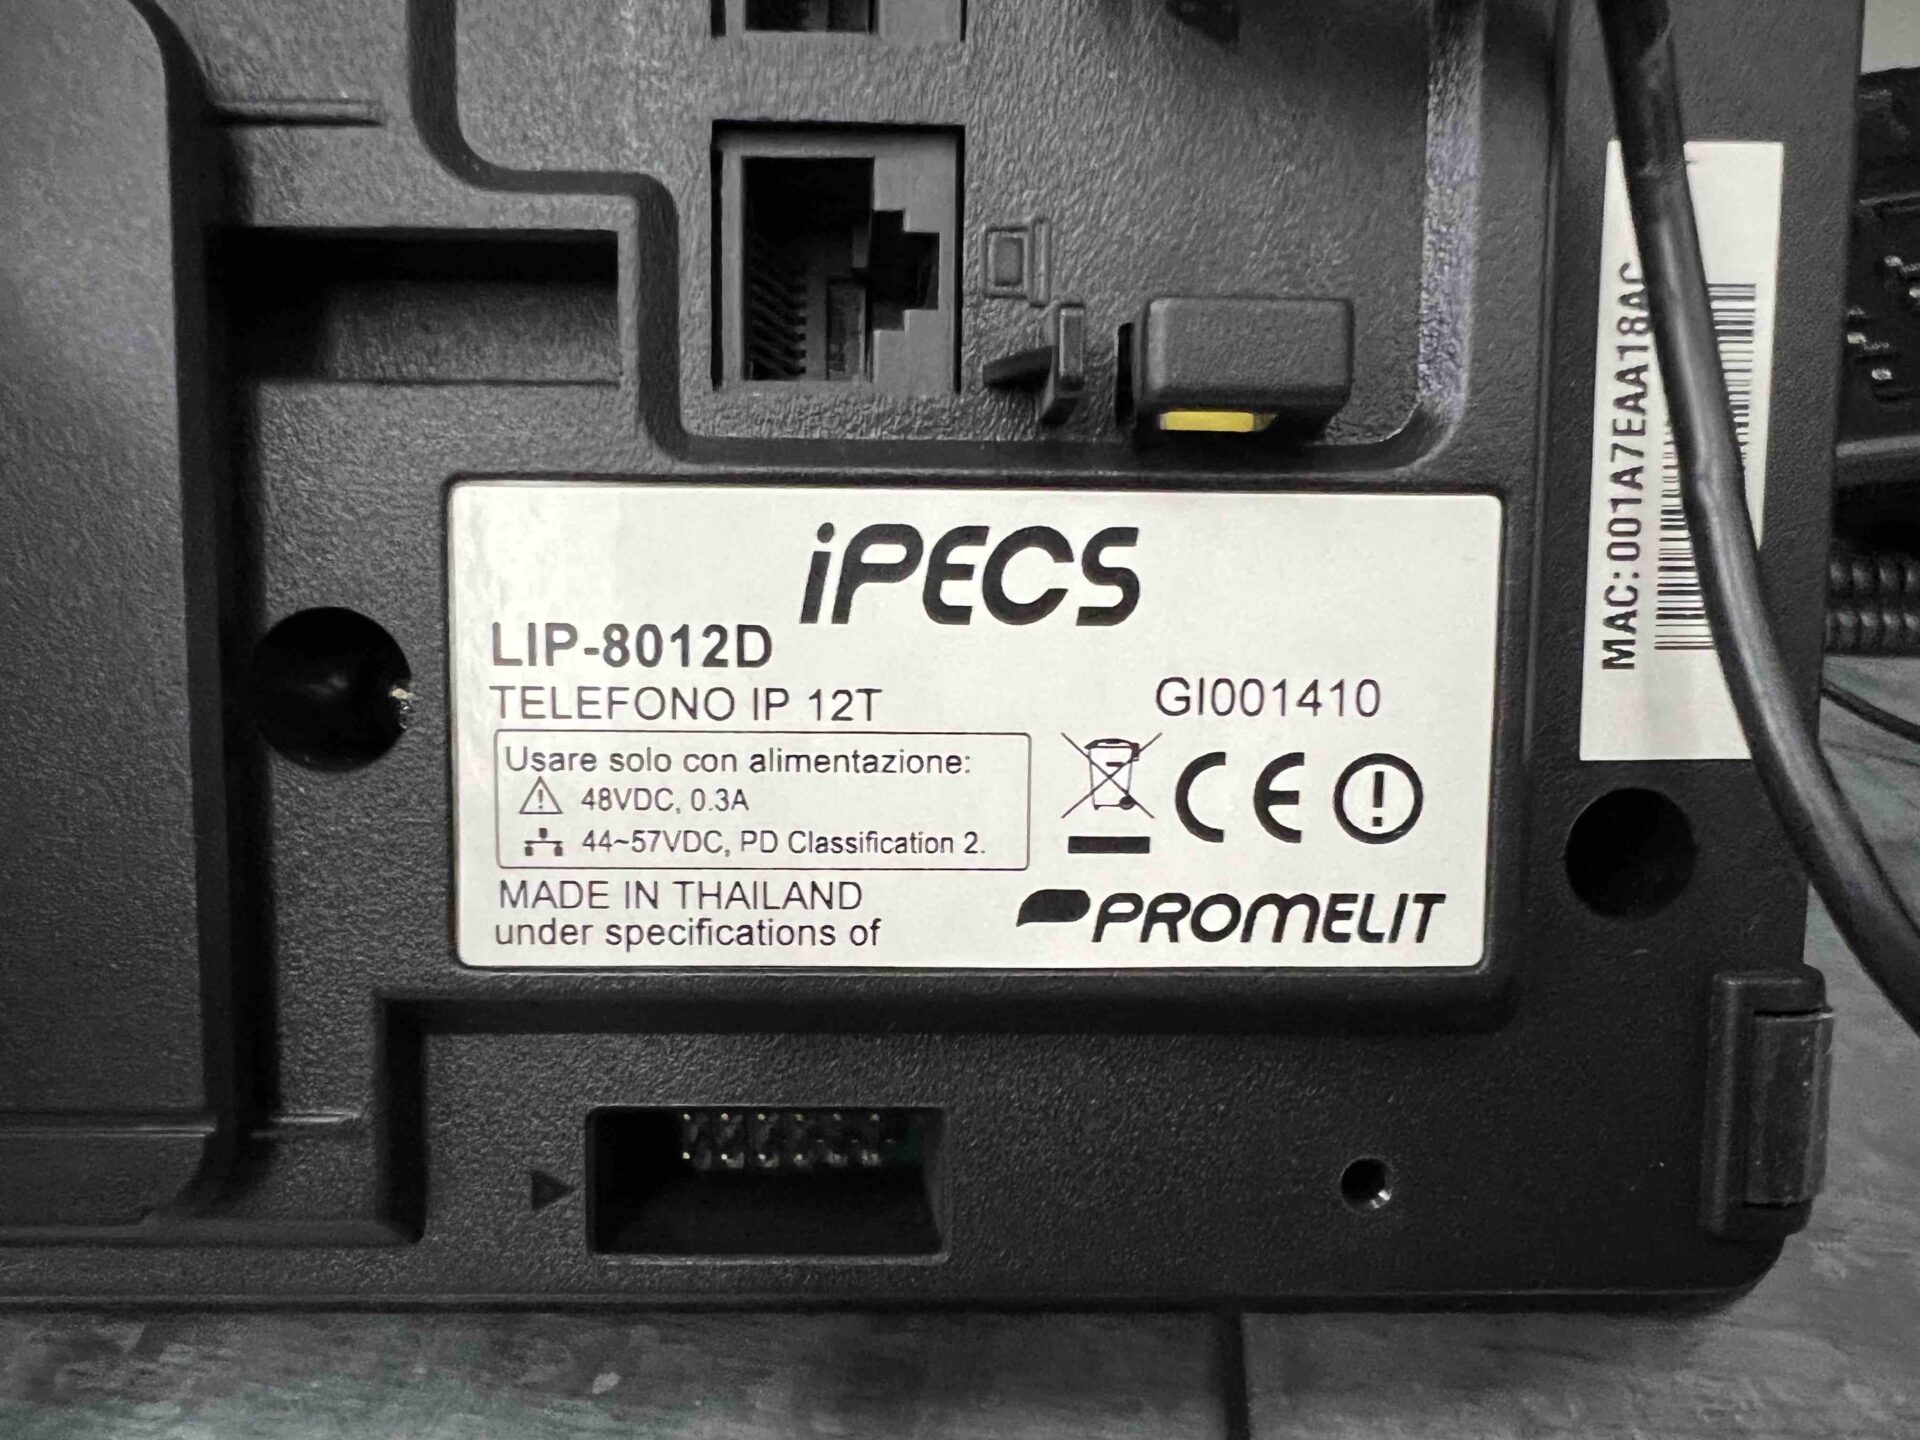 iPECS
LIP-8012D
TELEFONO IP 12T
GI001410
Usare solo con alimentazione:
48VDC, 0.3A
44~57VDC, PD Classification 2.
CE
MADE IN THAILAND
under specifications of
PROMELIT
MAC: 001A7EAA18AC